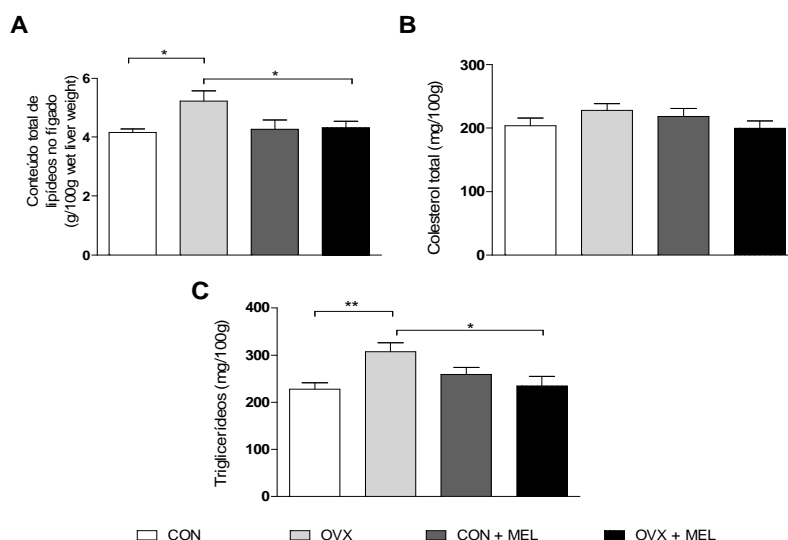 A
Conteúdo total de
lipídeos no fígado
(g/100g wet liver weight)
6
4
2
0
*
*
B
Colesterol total (mg/100g)
300
200
100
0
C
Triglicerídeos (mg/100g)
400
300
200
100
0
**
*
CON
OVX
CON + MEL
OVX + MEL